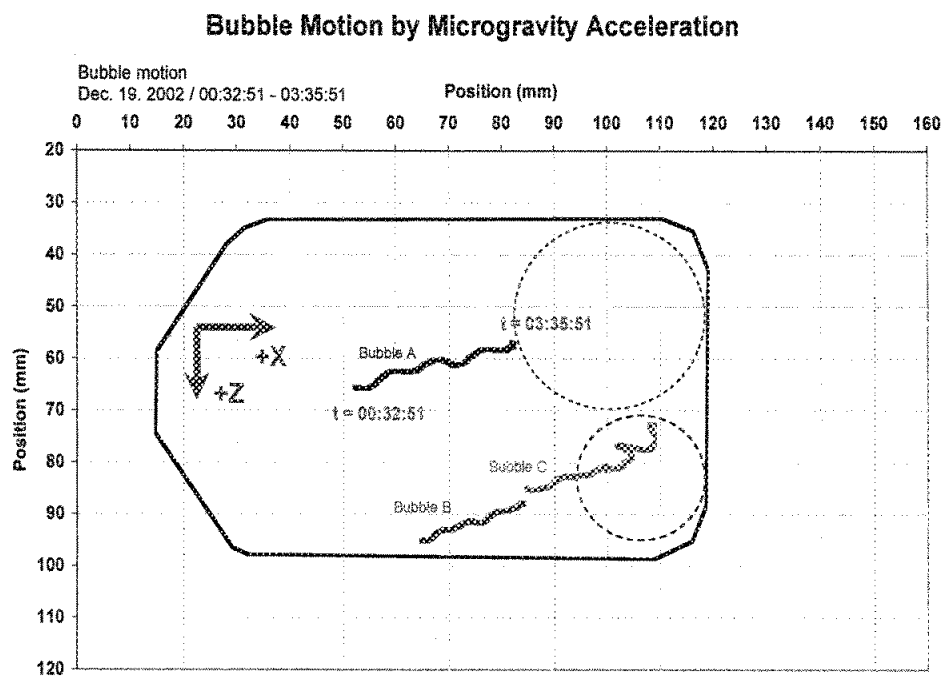 Bubble Motion by Microgravity Acceleration
Bubble motion
Dec. 19. 2002 / 00:32:51 - 03:35:51
Position (mm)
0 10 20 30 40 50 60 70 80 90 100 110 120 130 140 150 160
20
30
40
50
60
70
80
90
100
110
120
Position (mm)
+X
+Z
t = 03:35:51
Bubble A
t = 00:32:51
Bubble C
Bubble B